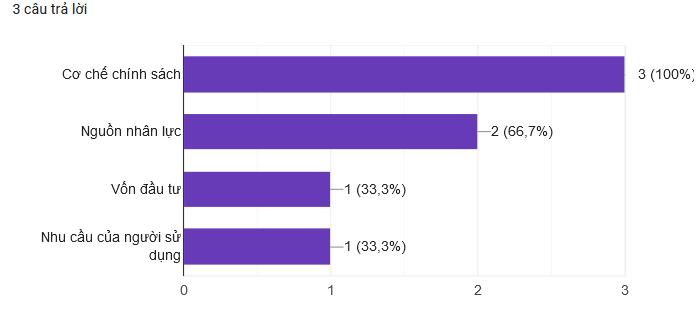 3 câu trả lời
Cơ chế chính sách
3 (100%)
Nguồn nhân lực
2 (66,7%)
Vốn đầu tư
1 (33,3%)
Nhu cầu của người sử
dụng
1 (33,3%)
0
1
2
3